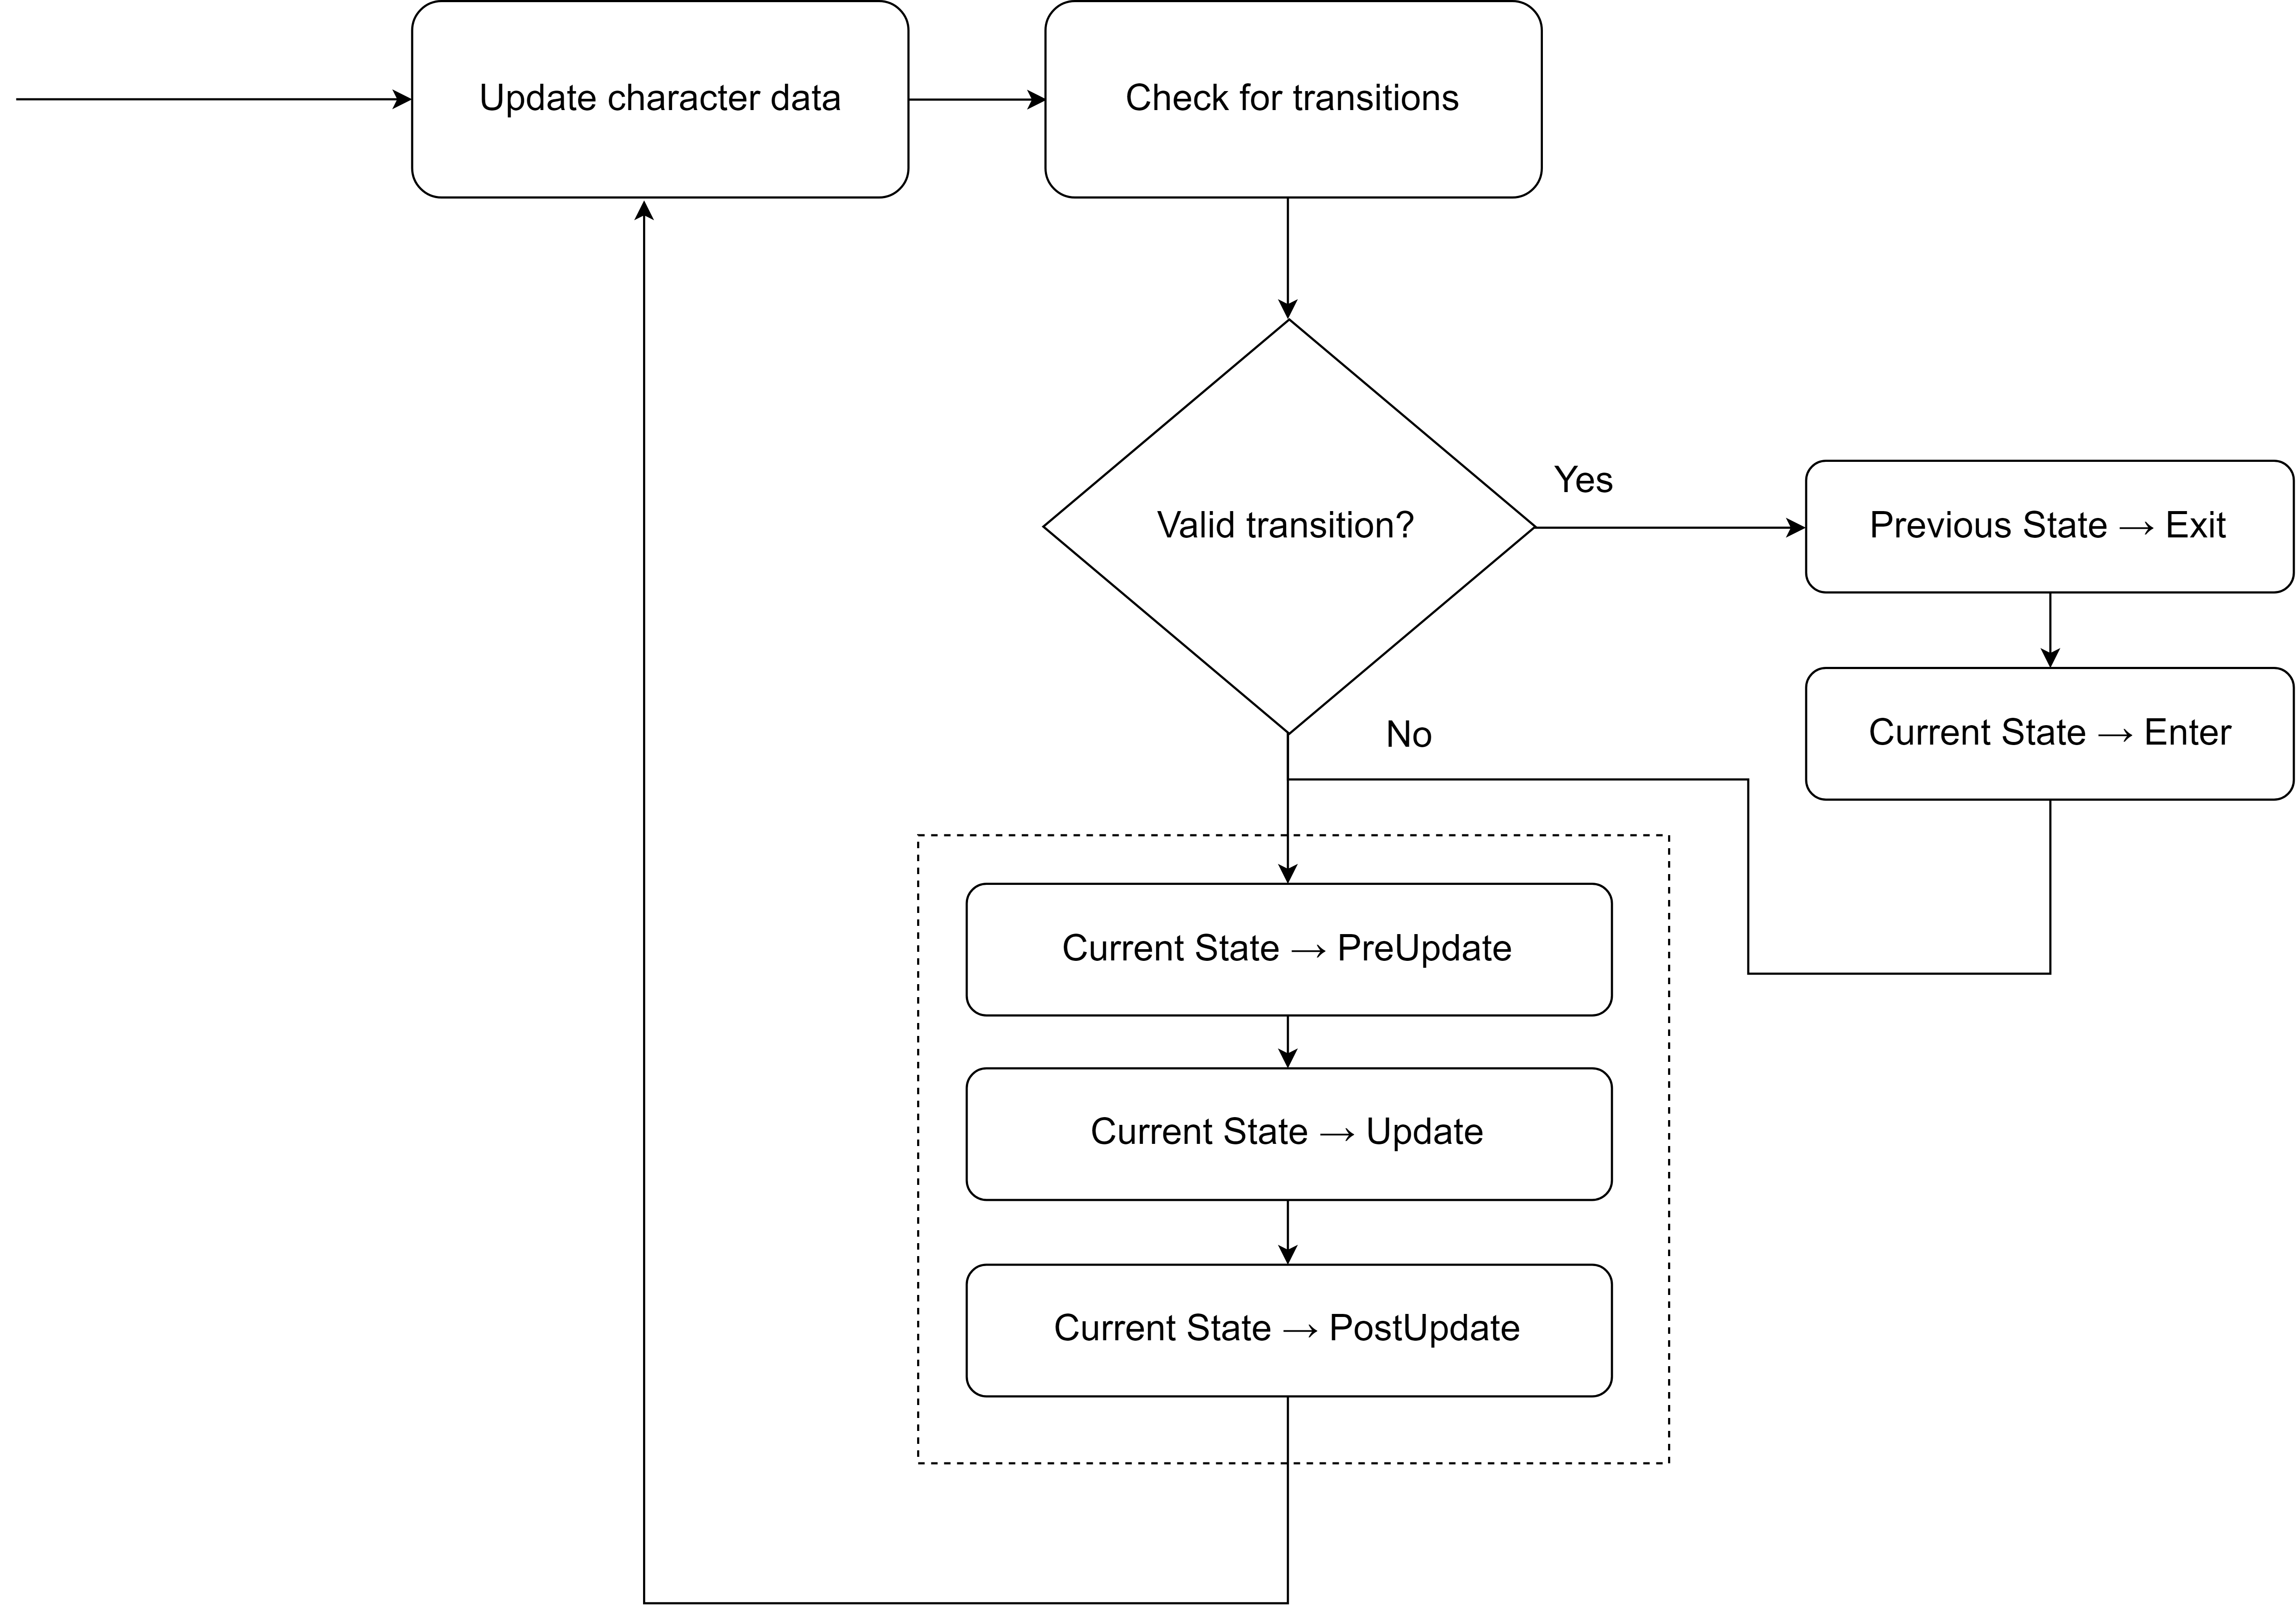 Update character data
Check for transitions
Valid transition?
Yes
Previous State → Exit
Current State → Enter
No
Current State → PreUpdate
Current State → Update
Current State → PostUpdate